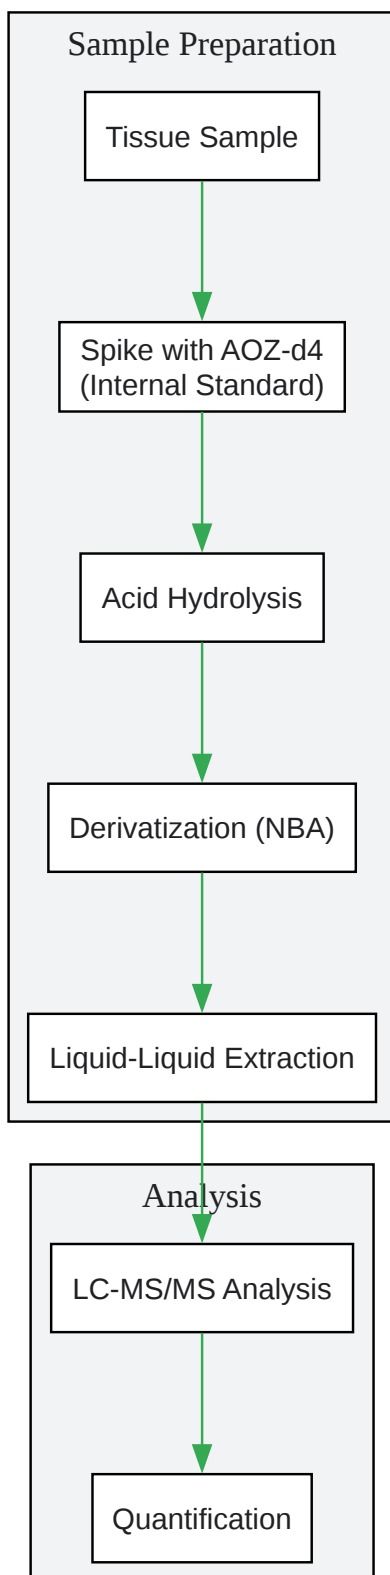 Sample Preparation
Tissue Sample
Spike with AOZ-d4
(Internal Standard)
Acid Hydrolysis
Derivatization (NBA)
Liquid-Liquid Extraction
Analysis
LC-MS/MS Analysis
Quantification